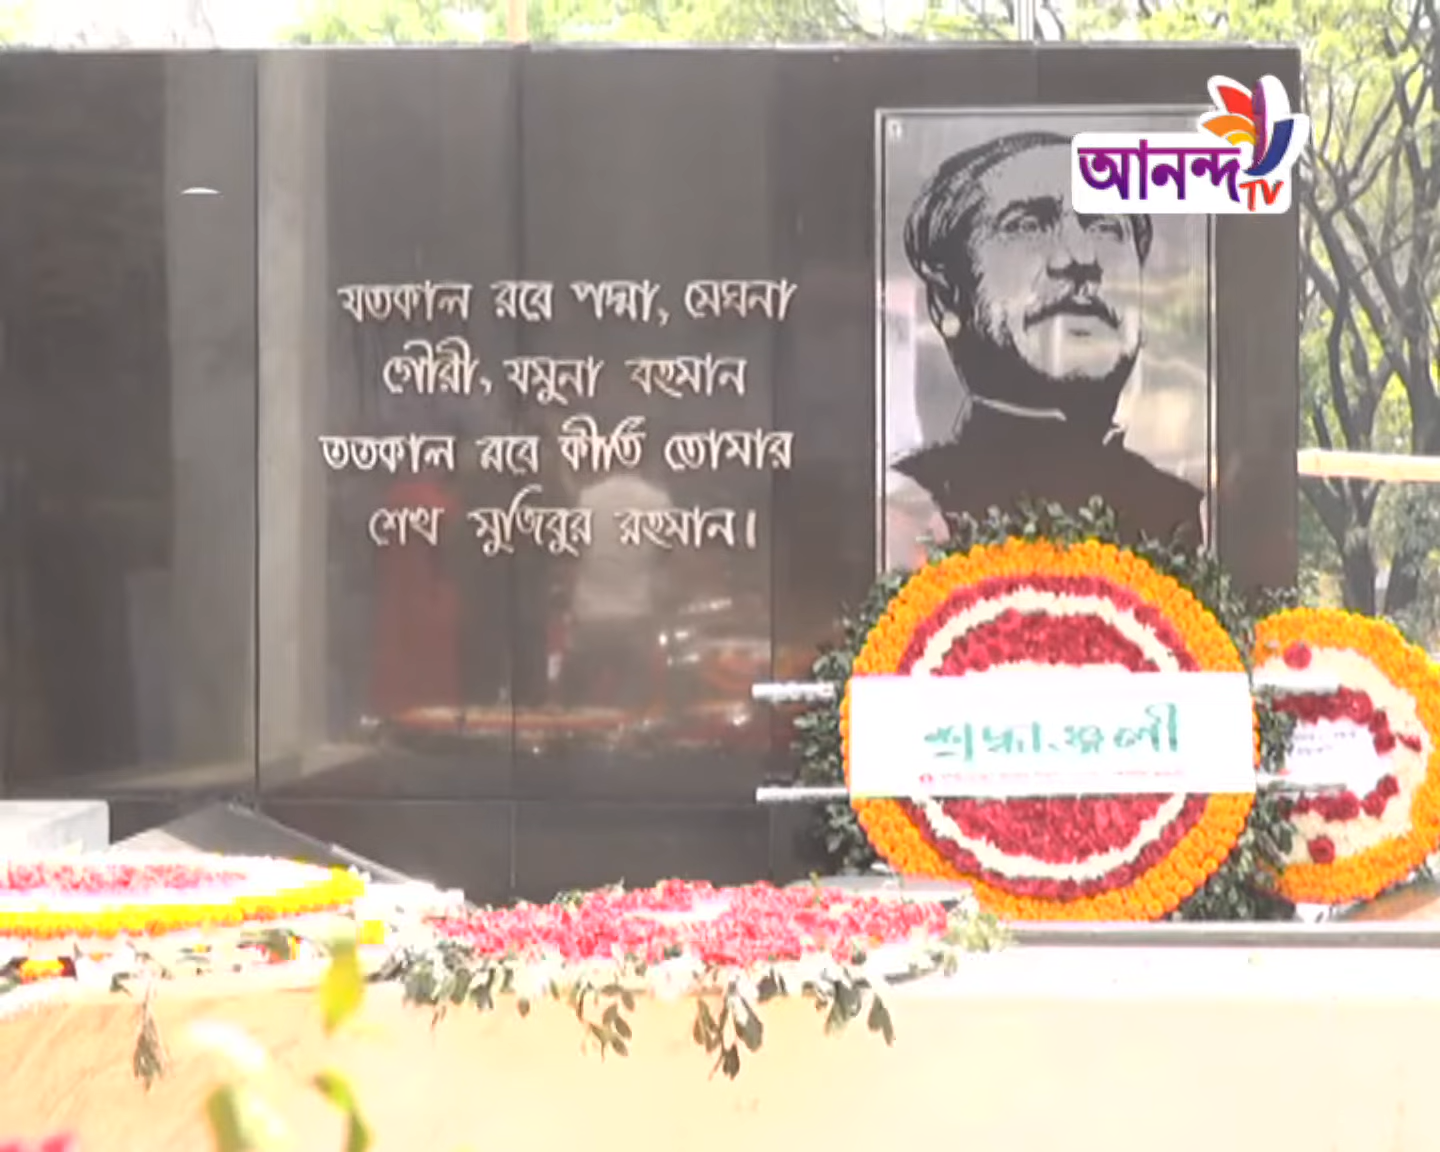 আনন্দ TV
যতকাল রবে পদ্মা, মেঘনা
গৌরী, যমুনা বহমান
ততকাল রবে কীর্তি তোমার
শেখ মুজিবুর রহমান।
শ্রদ্ধাঞ্জলী